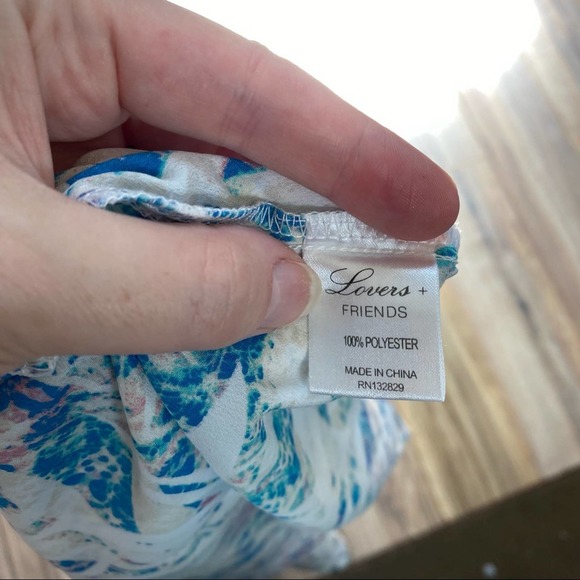 Lovers +
FRIENDS
100% POLYESTER
MADE IN CHINA
RN132829